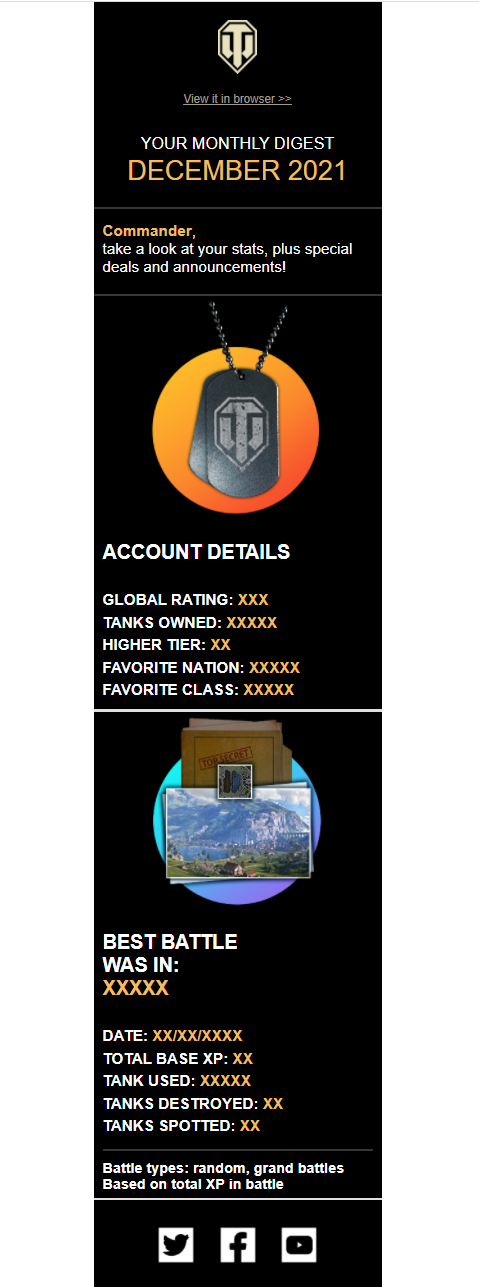 View it in browser >>
YOUR MONTHLY DIGEST
DECEMBER 2021
Commander,
take a look at your stats, plus special
deals and announcements!
ACCOUNT DETAILS
GLOBAL RATING: XXX
TANKS OWNED: XXXXX
HIGHER TIER: XX
FAVORITE NATION: XXXXX
FAVORITE CLASS: XXXXX
TOP SECRET
BEST BATTLE
WAS IN:
XXXXX
DATE: XX/XX/XXXX
TOTAL BASE XP: XX
TANK USED: XXXXX
TANKS DESTROYED: XX
TANKS SPOTTED: XX
Battle types: random, grand battles
Based on total XP in battle